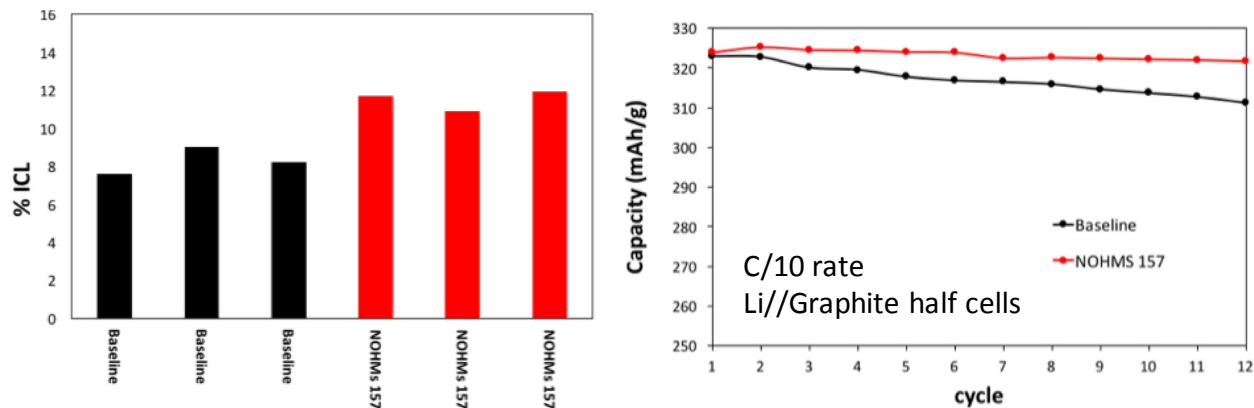 16
14
12
10
8
6
4
2
0
% ICL
Baseline
Baseline
Baseline
NOHMs 157
NOHMs 157
NOHMs 157
330
320
310
300
290
280
270
260
250
Capacity (mAh/g)
Baseline
NOHMS 157
C/10 rate
Li//Graphite half cells
1 2 3 4 5 6 7 8 9 10 11 12
cycle